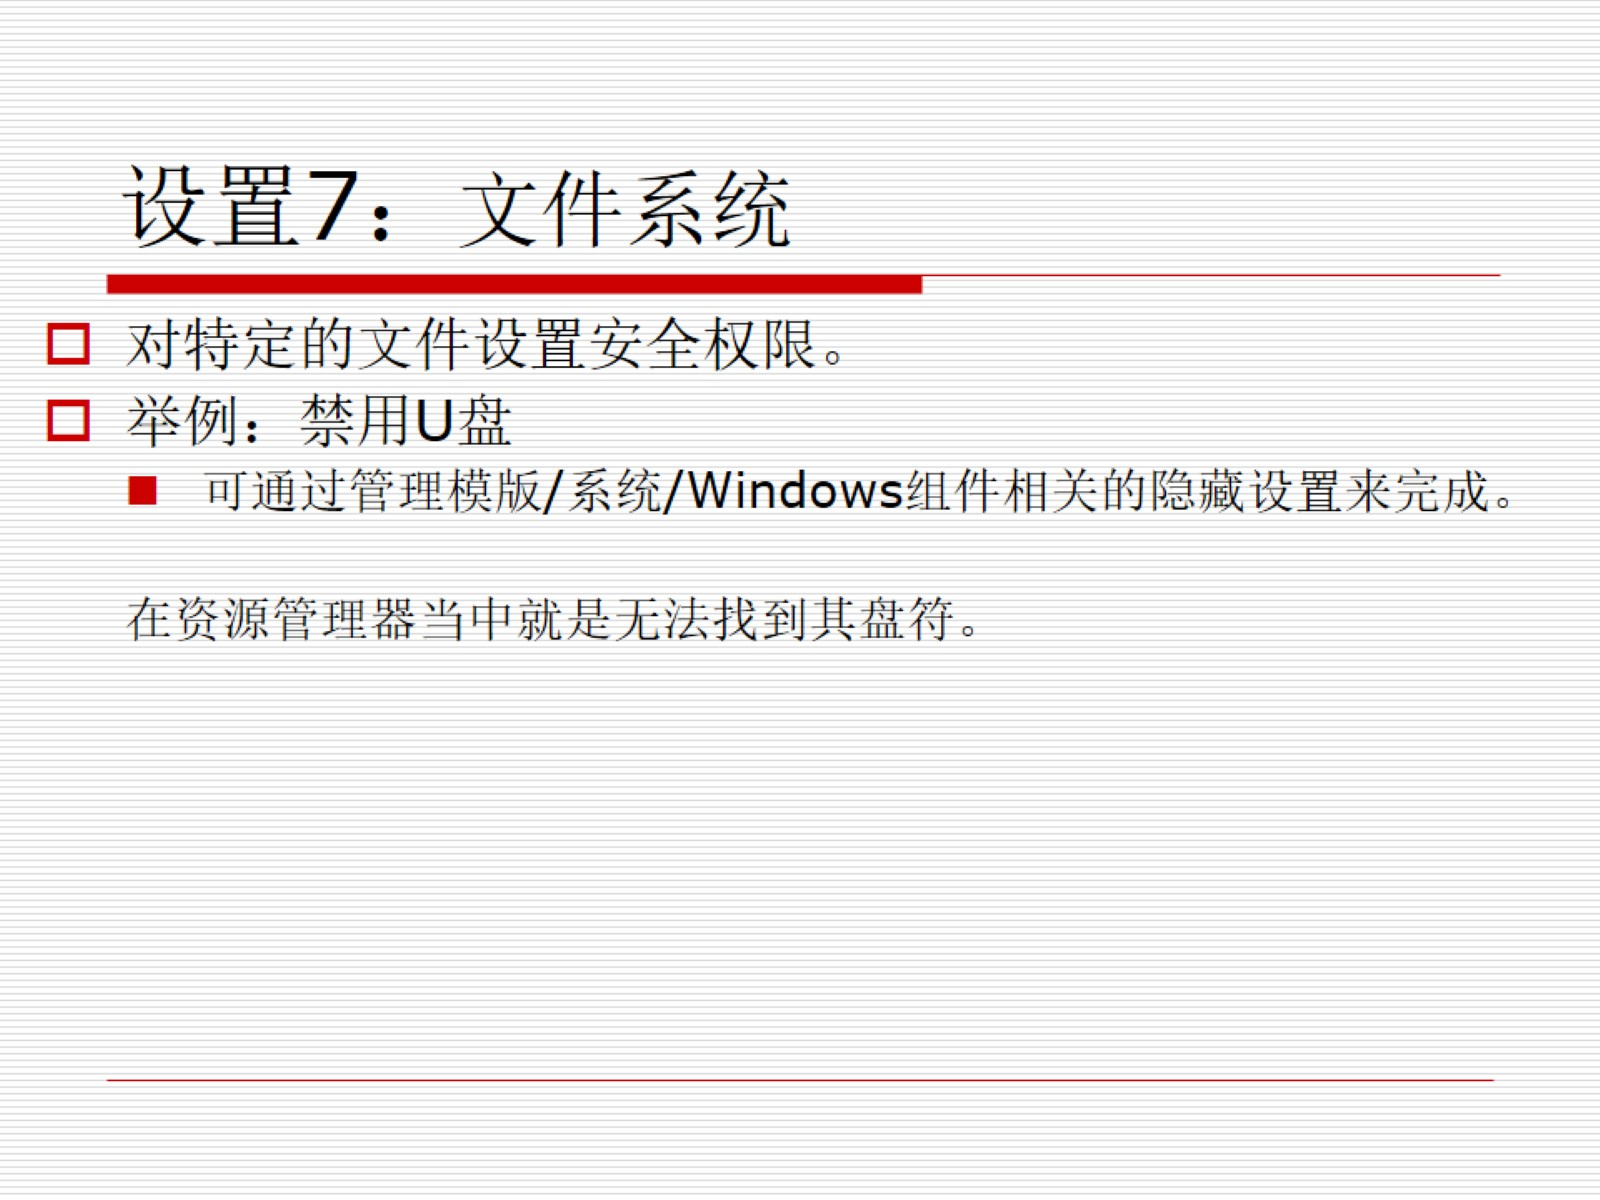 设置7：文件系统
对特定的文件设置安全权限。
举例：禁用U盘
可通过管理模版/系统/Windows组件相关的隐藏设置来完成。
在资源管理器当中就是无法找到其盘符。